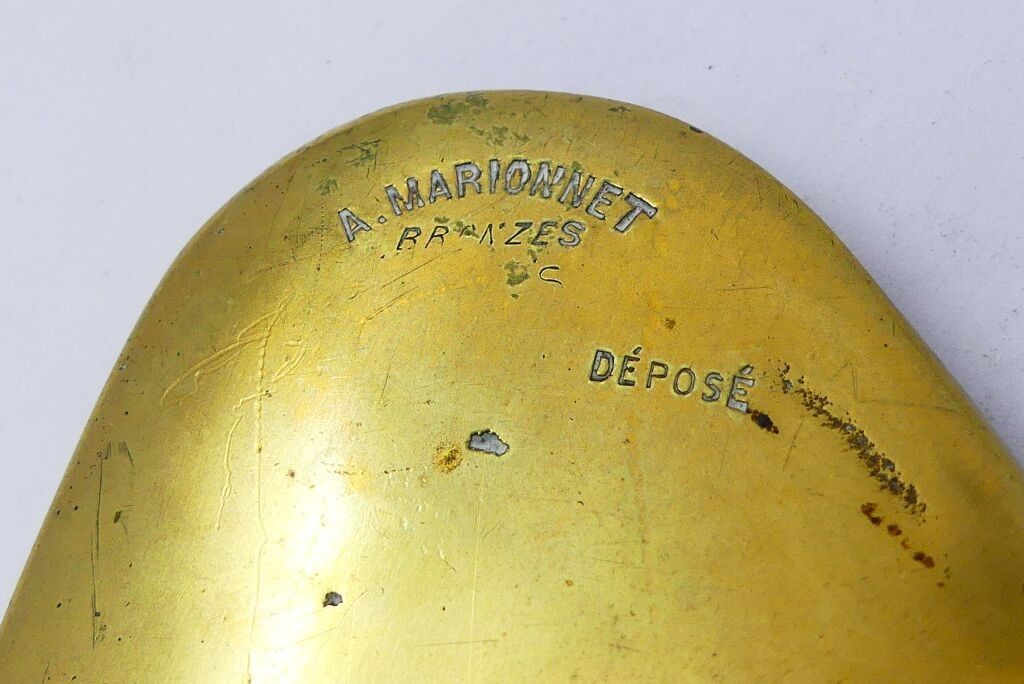 A. MARIONNET
BRONZES
DÉPOSÉ